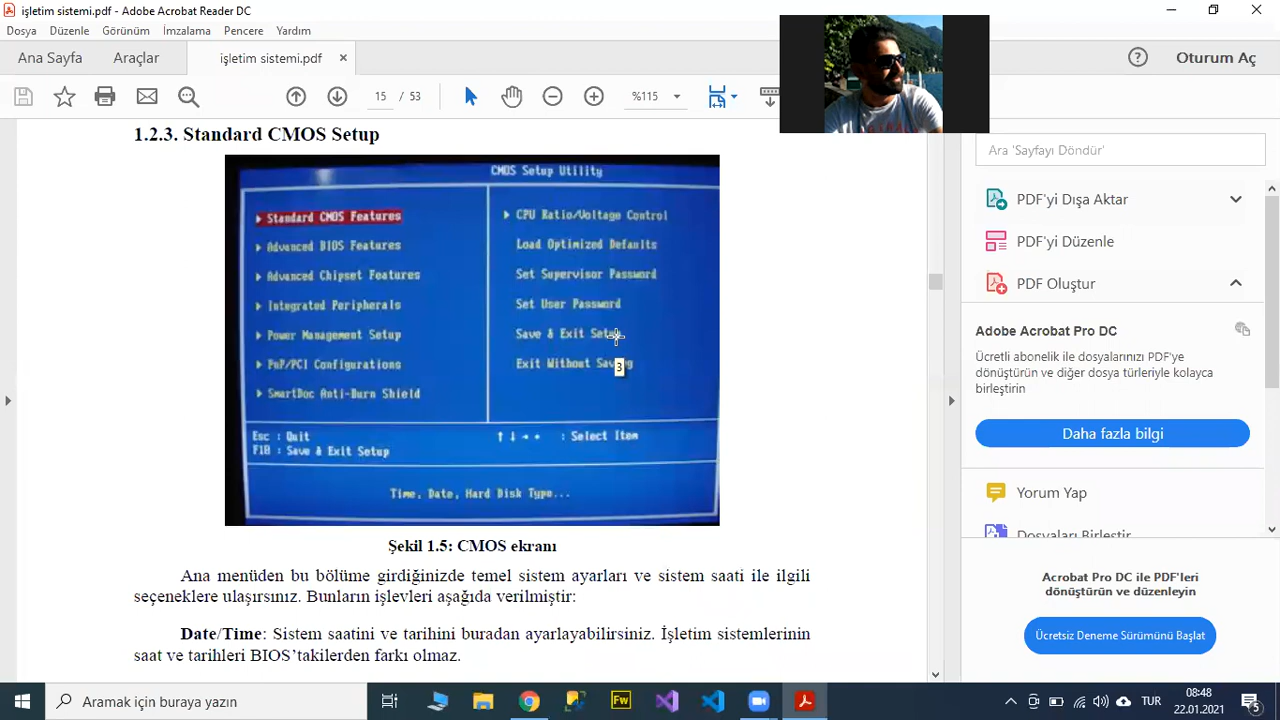 işletim sistemi.pdf - Adobe Acrobat Reader DC
Dosya Düzenle Görünüm İmzalama Pencere Yardım
Ana Sayfa Araçlar işletim sistemi.pdf
Oturum Aç
15 / 53 %115
1.2.3. Standard CMOS Setup
CMOS Setup Utility
Standard CMOS Features
Advanced BIOS Features
Advanced Chipset Features
Integrated Peripherals
Power Management Setup
PnP/PCI Configurations
SmartDoc Anti-Burn Shield
CPU Ratio/Voltage Control
Load Optimized Defaults
Set Supervisor Password
Set User Password
Save & Exit Setup
Exit Without Saving
3
Esc : Quit
F10 : Save & Exit Setup
↑ ↓ → ← : Select Item
Time, Date, Hard Disk Type...
Şekil 1.5: CMOS ekranı
Ana menüden bu bölüme girdiğinizde temel sistem ayarları ve sistem saati ile ilgili
seçeneklere ulaşırsınız. Bunların işlevleri aşağıda verilmiştir:
Date/Time: Sistem saatini ve tarihini buradan ayarlayabilirsiniz. İşletim sistemlerinin
saat ve tarihleri BIOS’takilerden farkı olmaz.
Ara 'Sayfayı Döndür'
PDF'yi Dışa Aktar
PDF'yi Düzenle
PDF Oluştur
Adobe Acrobat Pro DC
Ücretli abonelik ile dosyalarınızı PDF'ye
dönüştürün ve diğer dosya türleriyle kolayca
birleştirin
Daha fazla bilgi
Yorum Yap
Dosyaları Birleştir
Acrobat Pro DC ile PDF'leri
dönüştürün ve düzenleyin
Ücretsiz Deneme Sürümünü Başlat
Aramak için buraya yazın
Fw
TUR
08:48
22.01.2021
5